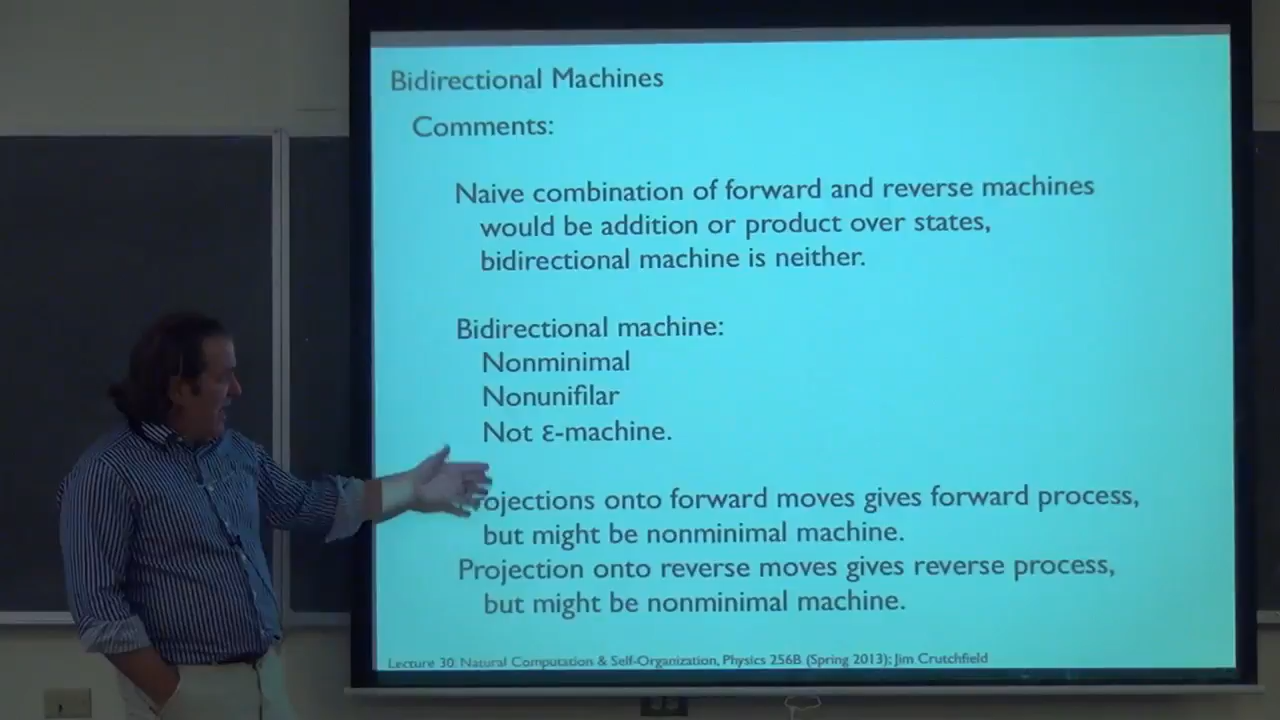 Bidirectional Machines
Comments:
Naive combination of forward and reverse machines
would be addition or product over states,
bidirectional machine is neither.
Bidirectional machine:
Nonminimal
Nonunifilar
Not ε-machine.
rojections onto forward moves gives forward process,
but might be nonminimal machine.
Projection onto reverse moves gives reverse process,
but might be nonminimal machine.
Lecture 30: Natural Computation & Self-Organization, Physics 256B (Spring 2013); Jim Crutchfield